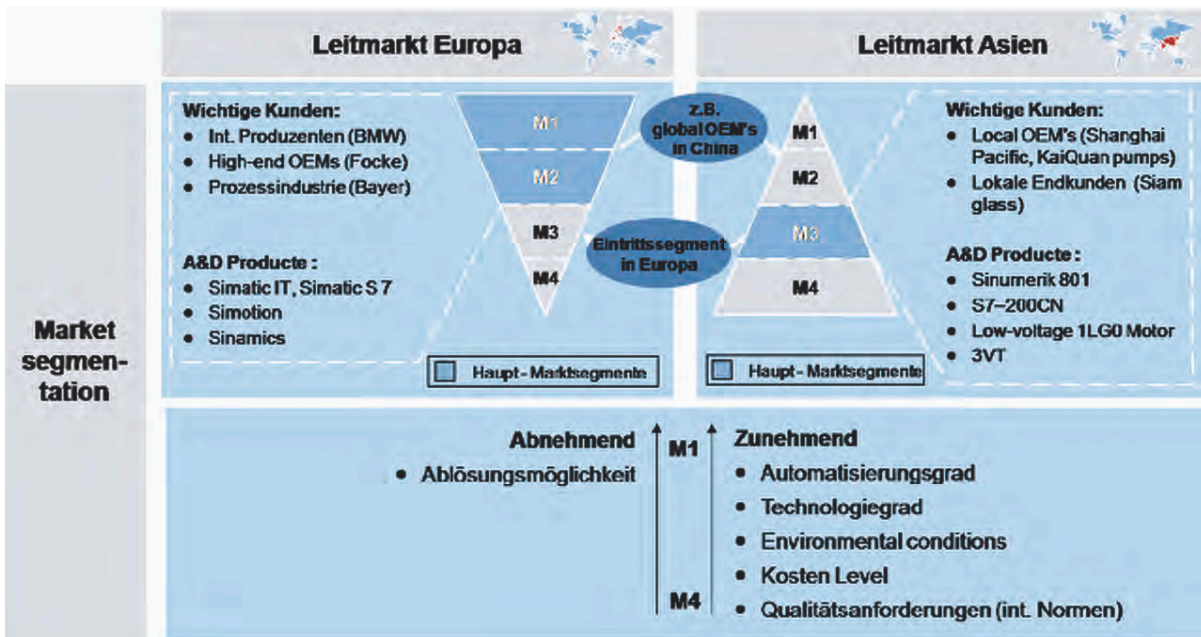 Leitmarkt Europa
Leitmarkt Asien
Market
segmen-
tation
Wichtige Kunden:
• Int. Produzenten (BMW)
• High-end OEMs (Focke)
• Prozessindustrie (Bayer)
A&D Producte :
• Simatic IT, Simatic S 7
• Simotion
• Sinamics
M1
M2
M3
M4
Haupt - Marktsegmente
z.B.
global OEM's
in China
Eintrittssegment
in Europa
M1
M2
M3
M4
Haupt - Marktsegmente
Wichtige Kunden:
• Local OEM's (Shanghai
Pacific, KaiQuan pumps)
• Lokale Endkunden (Siam
glass)
A&D Producte :
• Sinumerik 801
• S7–200CN
• Low-voltage 1LG0 Motor
• 3VT
Abnehmend
• Ablösungsmöglichkeit
M1
M4
Zunehmend
• Automatisierungsgrad
• Technologiegrad
• Environmental conditions
• Kosten Level
• Qualitätsanforderungen (int. Normen)